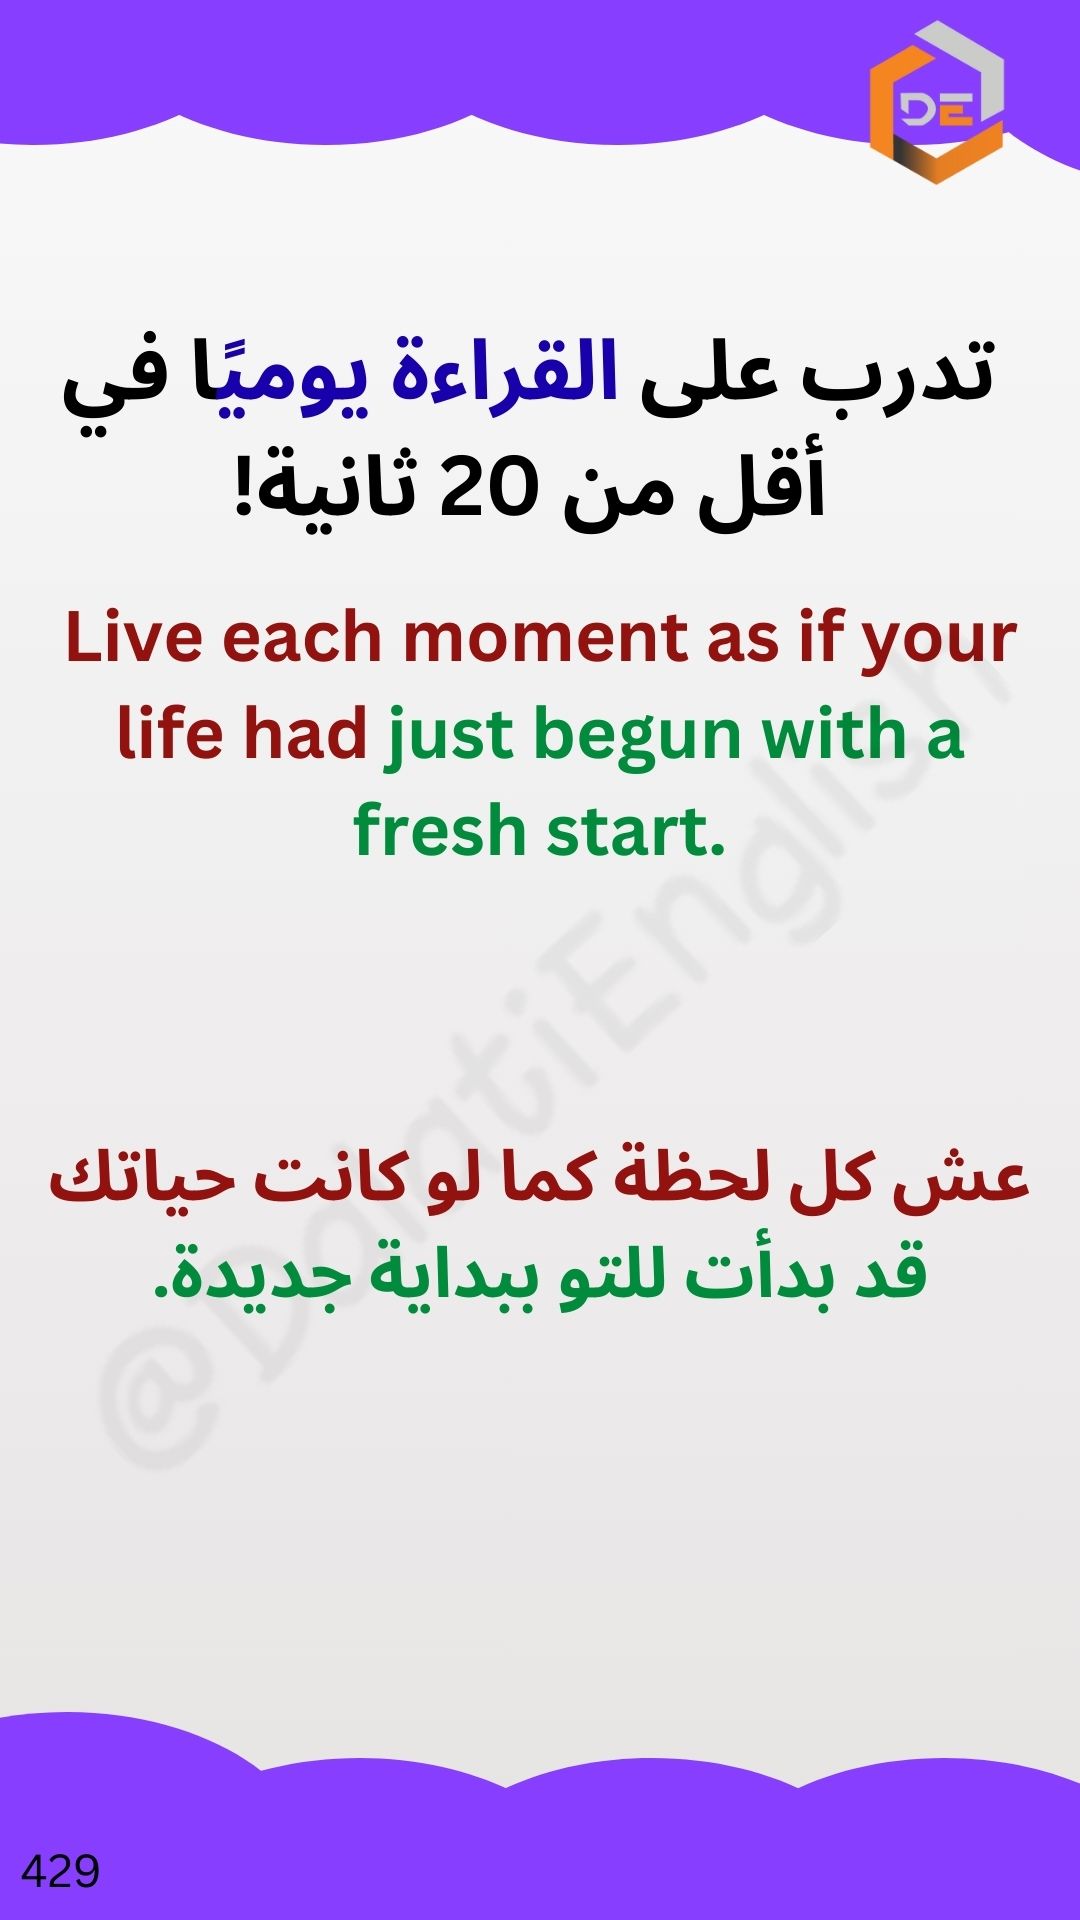 DE
تدرب على القراءة يوميًا في
أقل من 20 ثانية!
Live each moment as if your
life had just begun with a
fresh start.
@DdatiEnglish
عش كل لحظة كما لو كانت حياتك
قد بدأت للتو ببداية جديدة.
429